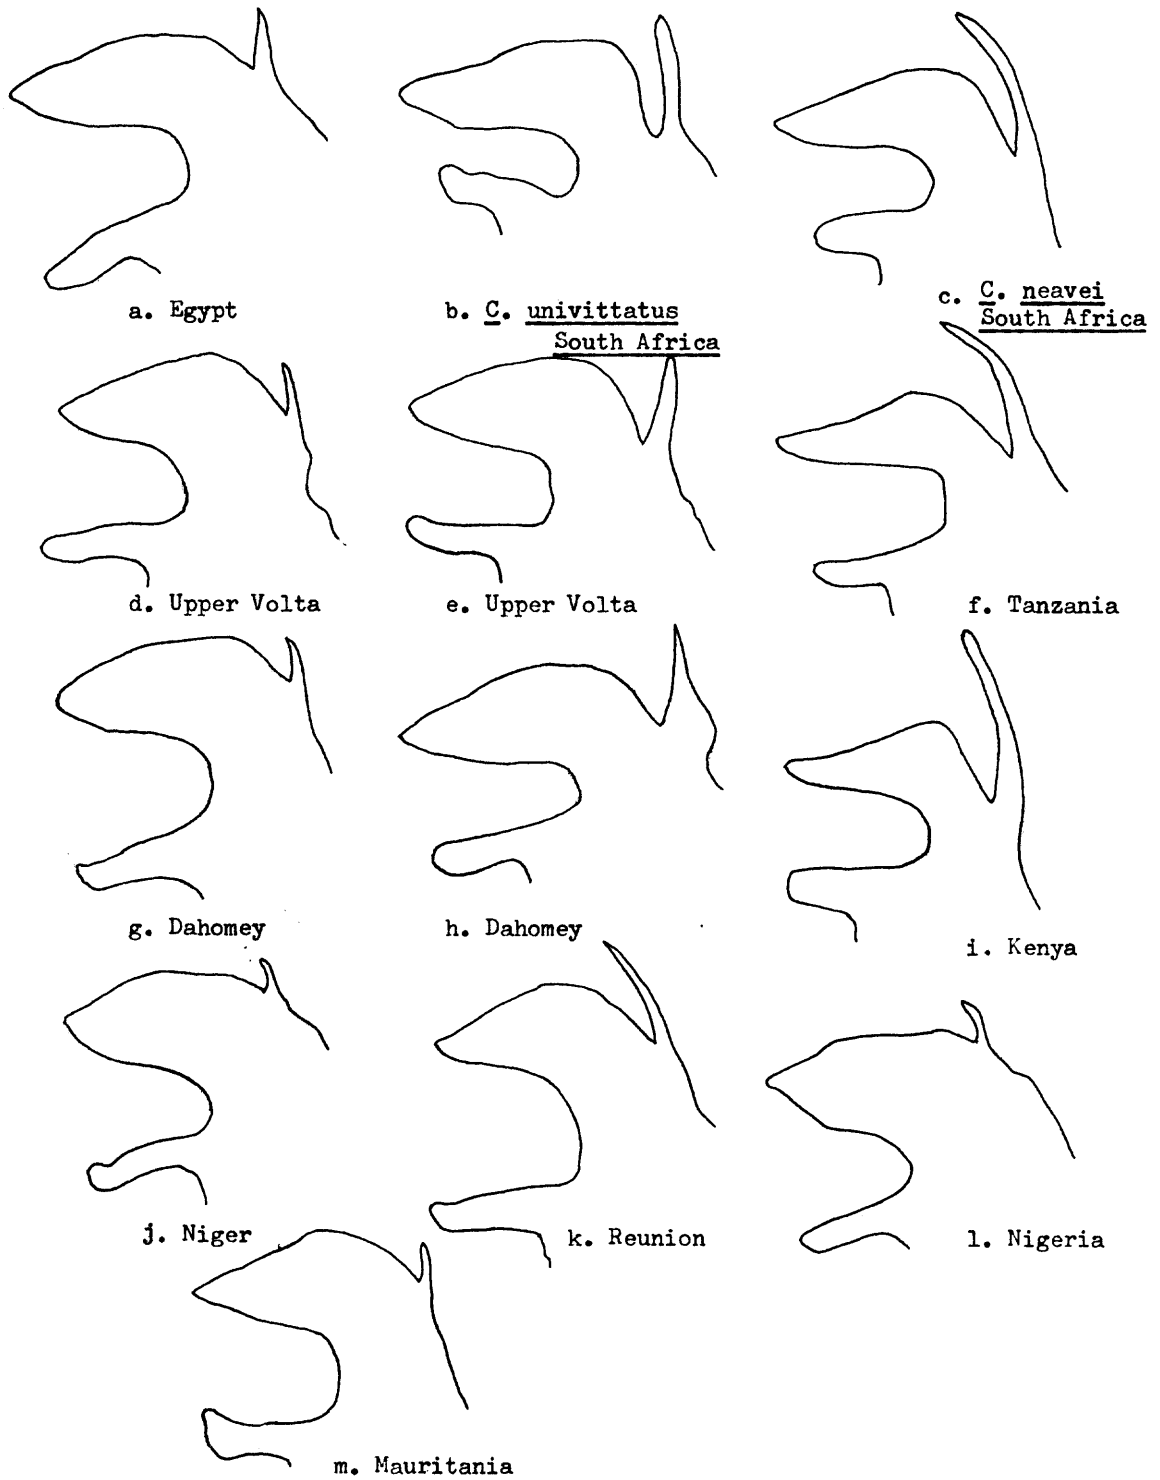 a. Egypt
b. C. univittatus
South Africa
c. C. neavei
South Africa
d. Upper Volta
e. Upper Volta
f. Tanzania
g. Dahomey
h. Dahomey
i. Kenya
j. Niger
k. Reunion
l. Nigeria
m. Mauritania